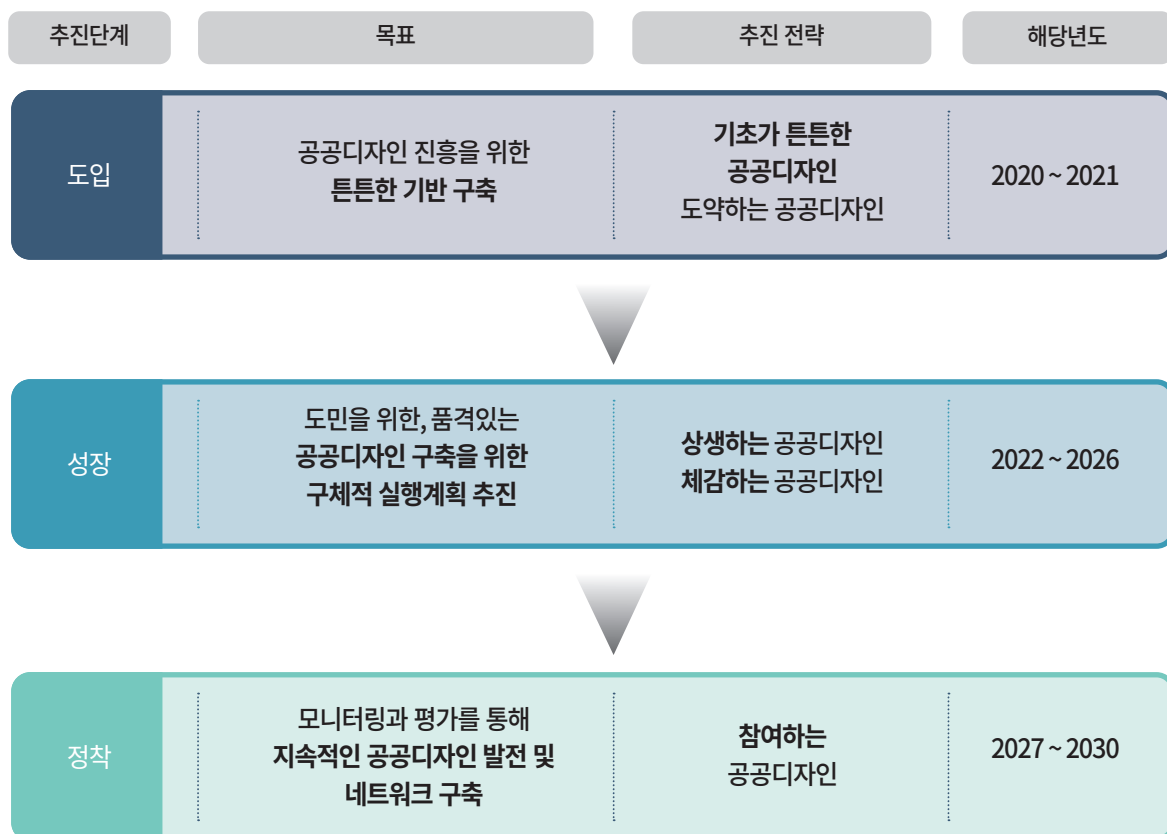 추진단계
목표
추진 전략
해당년도
도입
공공디자인 진흥을 위한
튼튼한 기반 구축
기초가 튼튼한
공공디자인
도약하는 공공디자인
2020 ~ 2021
성장
도민을 위한, 품격있는
공공디자인 구축을 위한
구체적 실행계획 추진
상생하는 공공디자인
체감하는 공공디자인
2022 ~ 2026
정착
모니터링과 평가를 통해
지속적인 공공디자인 발전 및
네트워크 구축
참여하는
공공디자인
2027 ~ 2030